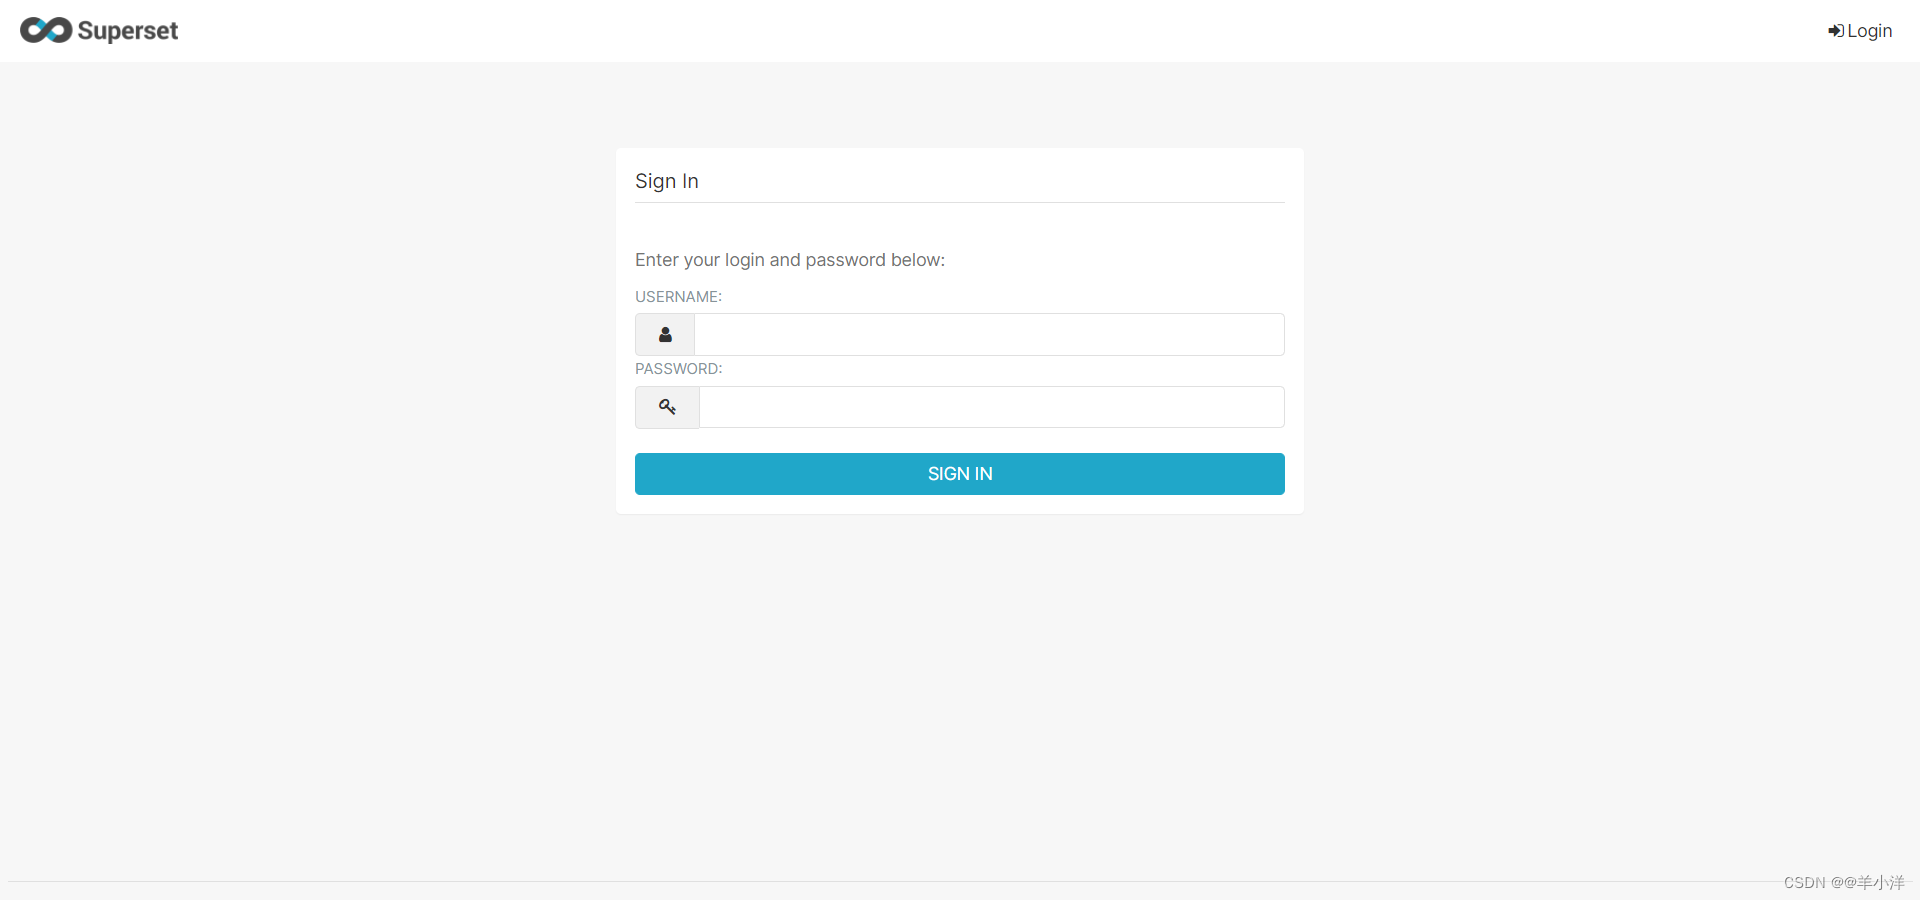 Superset
Login
Sign In
Enter your login and password below:
USERNAME:
PASSWORD:
SIGN IN
CSDN @@羊小洋